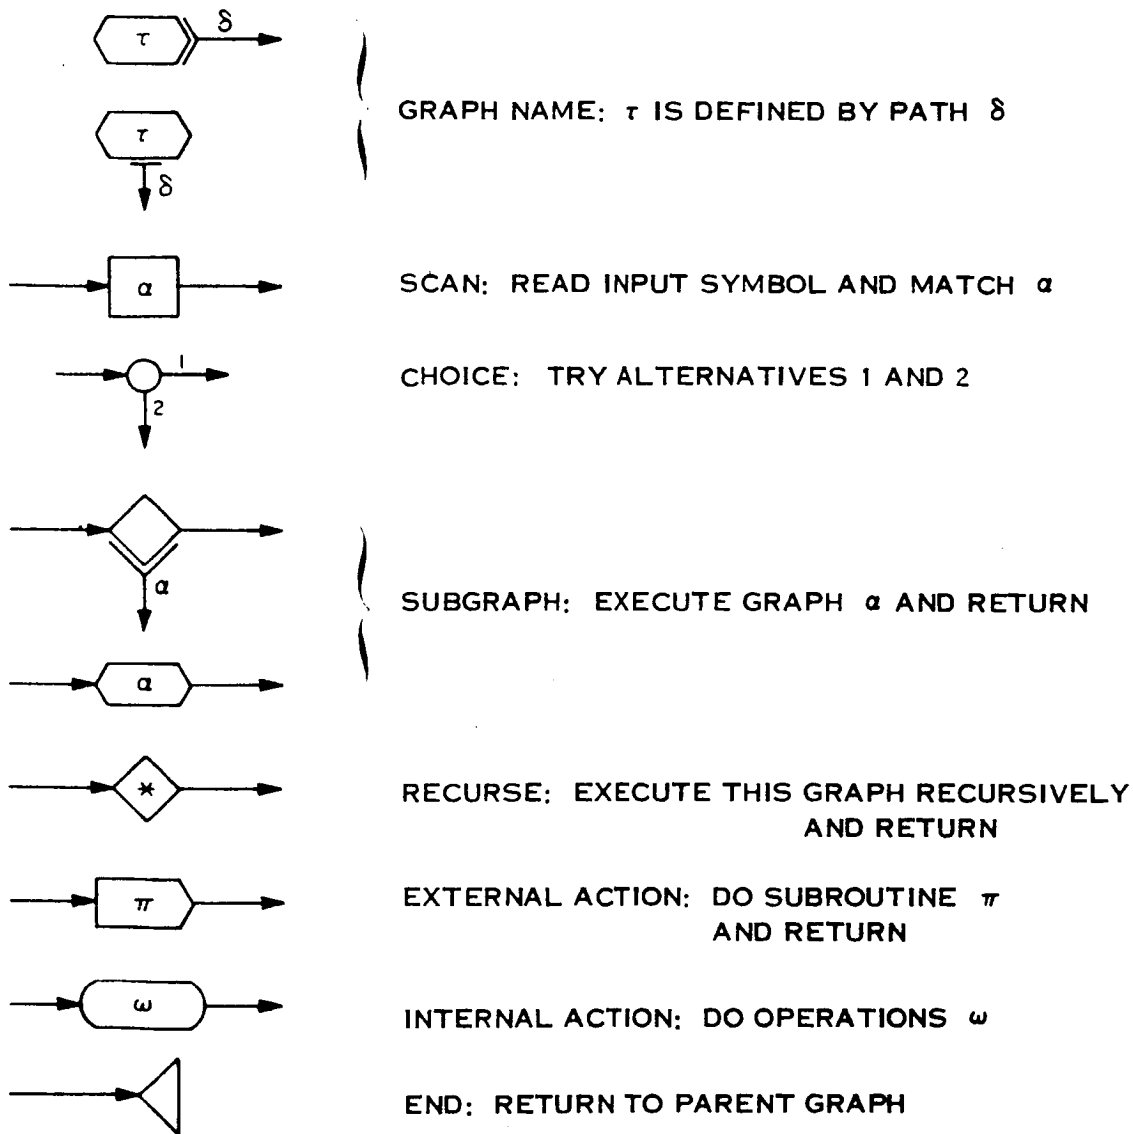 τ δ
τ
δ
GRAPH NAME: τ IS DEFINED BY PATH δ
α
SCAN: READ INPUT SYMBOL AND MATCH α
1
2
CHOICE: TRY ALTERNATIVES 1 AND 2
α
SUBGRAPH: EXECUTE GRAPH α AND RETURN
α
*
RECURSE: EXECUTE THIS GRAPH RECURSIVELY
AND RETURN
π
EXTERNAL ACTION: DO SUBROUTINE π
AND RETURN
ω
INTERNAL ACTION: DO OPERATIONS ω
END: RETURN TO PARENT GRAPH